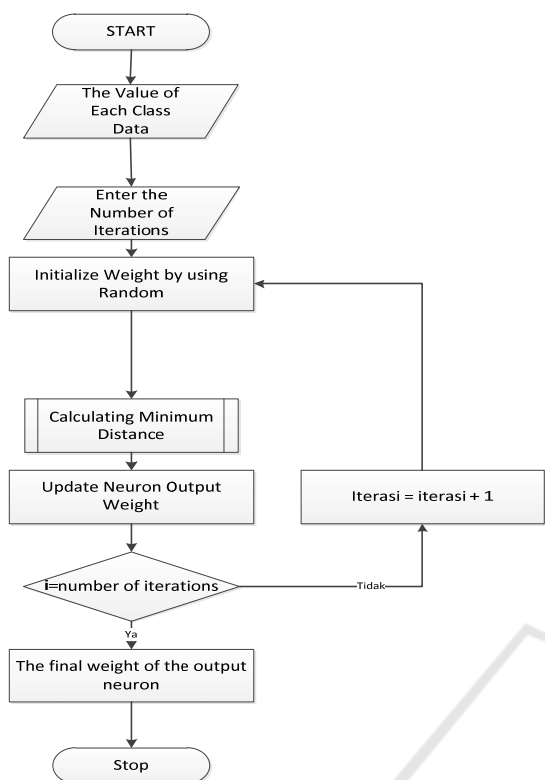 START
The Value of
Each Class
Data
Enter the
Number of
Iterations
Initialize Weight by using
Random
Calculating Minimum
Distance
Update Neuron Output
Weight
Iterasi = iterasi + 1
i=number of iterations
Tidak
Ya
The final weight of the output
neuron
Stop